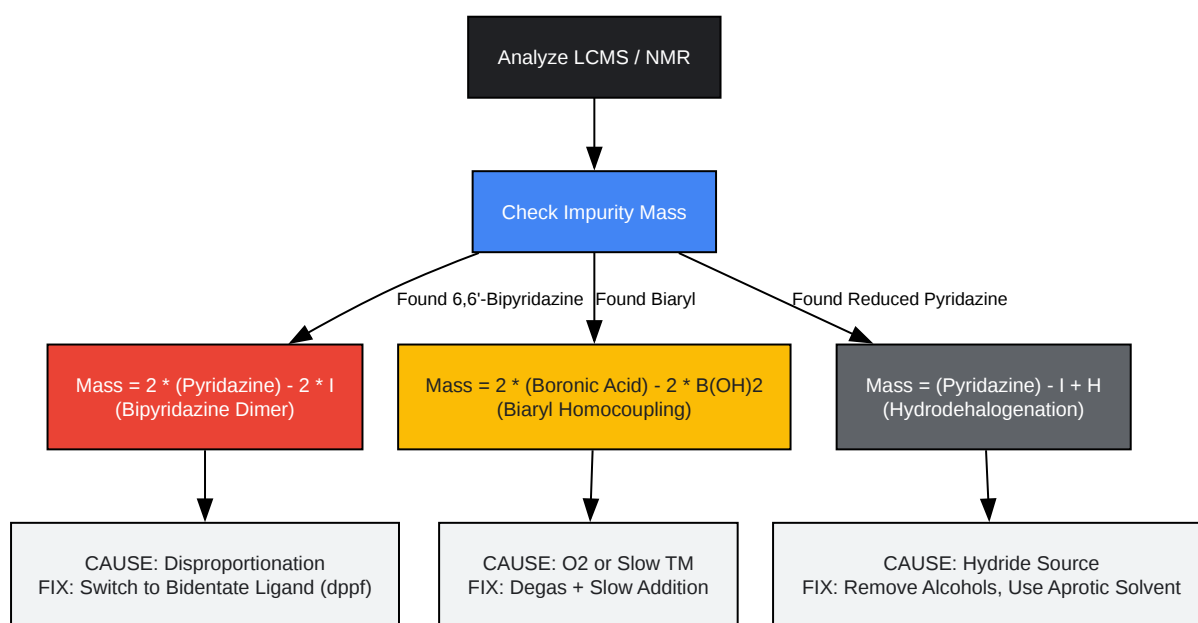 Analyze LCMS / NMR
Check Impurity Mass
Found 6,6'-Bipyridazine
Found Biaryl
Found Reduced Pyridazine
Mass = 2 * (Pyridazine) - 2 * I
(Bipyridazine Dimer)
Mass = 2 * (Boronic Acid) - 2 * B(OH)2
(Biaryl Homocoupling)
Mass = (Pyridazine) - I + H
(Hydrodehalogenation)
CAUSE: Disproportionation
FIX: Switch to Bidentate Ligand (dppf)
CAUSE: O2 or Slow TM
FIX: Degas + Slow Addition
CAUSE: Hydride Source
FIX: Remove Alcohols, Use Aprotic Solvent